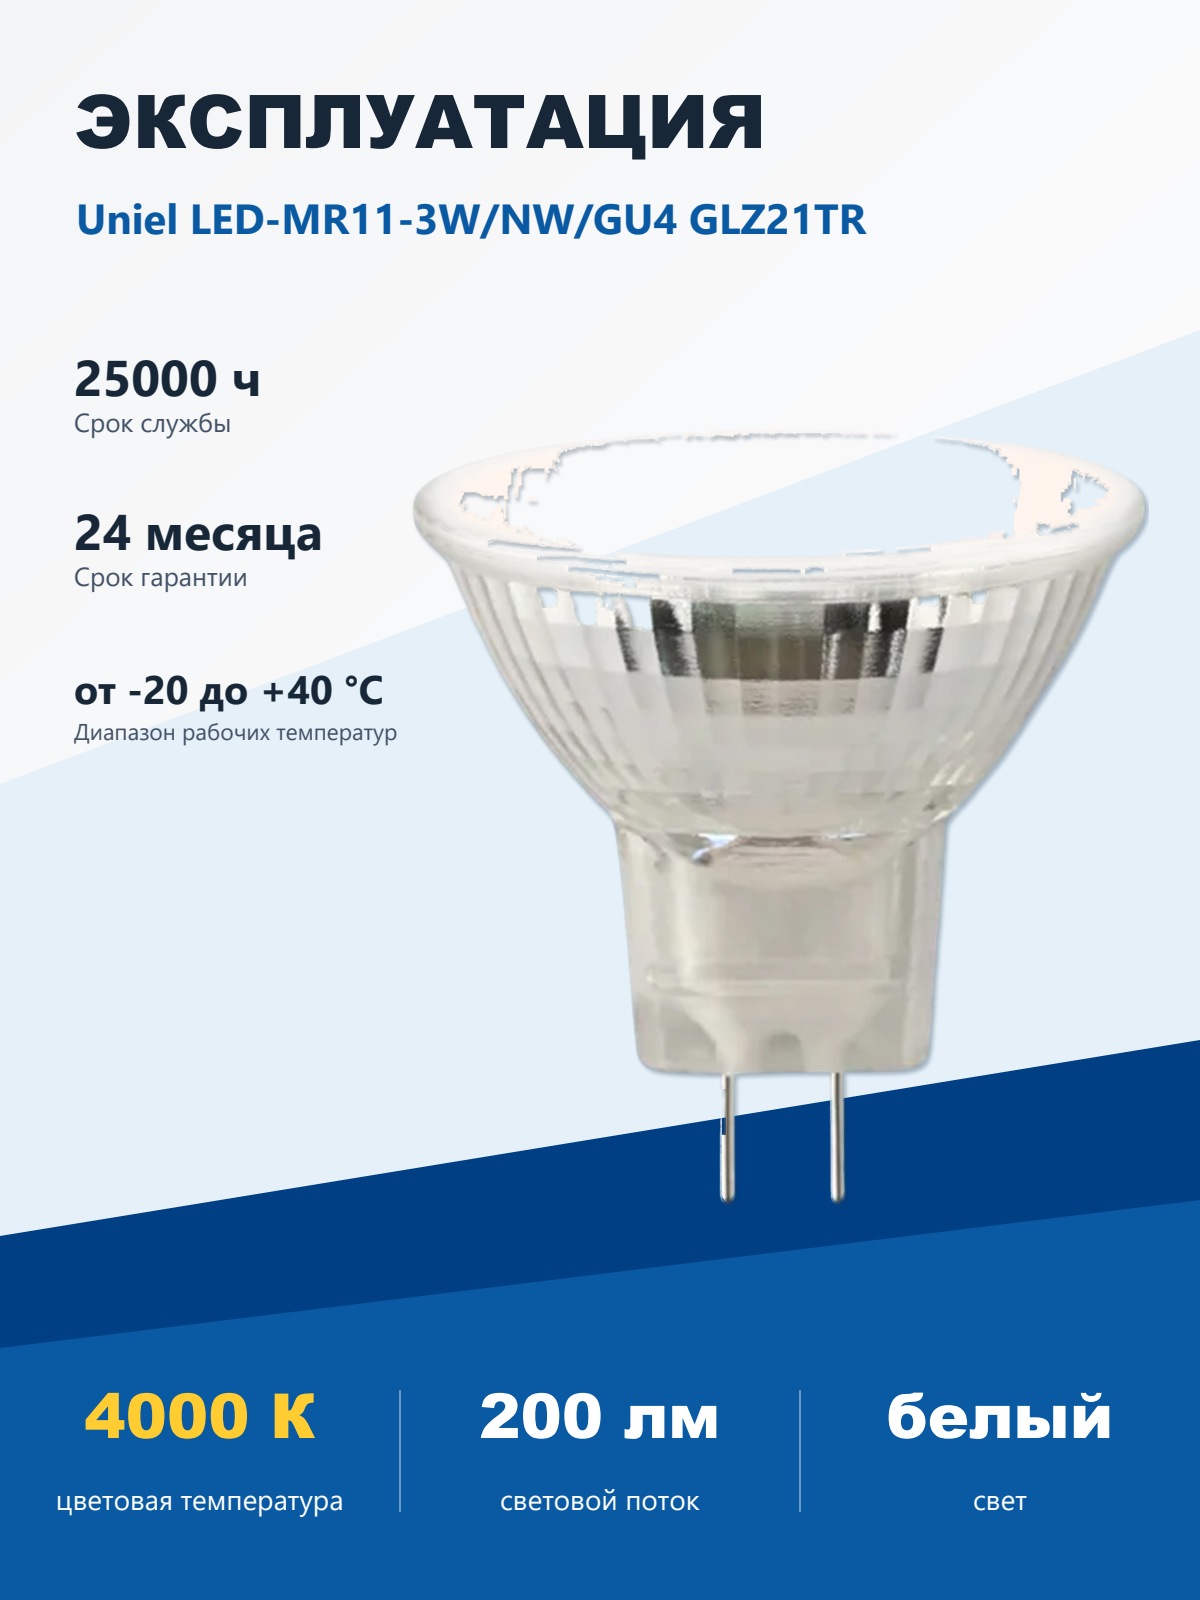 ЭКСПЛУАТАЦИЯ
Uniel LED-MR11-3W/NW/GU4 GLZ21TR
25000 ч
Срок службы
24 месяца
Срок гарантии
от -20 до +40 °C
Диапазон рабочих температур
4000 К
цветовая температура
200 лм
световой поток
белый
свет